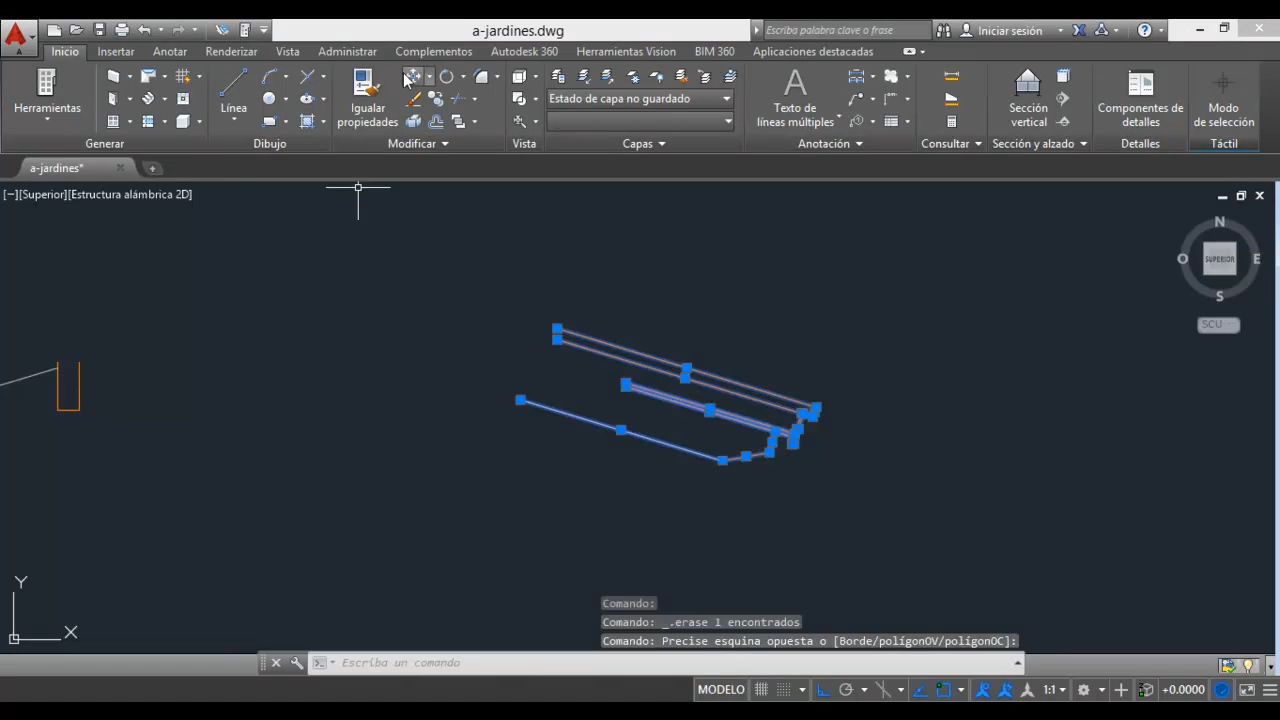 a-jardines.dwg
Escriba palabra clave o frase
Iniciar sesión
A
Inicio Insertar Anotar Renderizar Vista Administrar Complementos Autodesk 360 Herramientas Vision BIM 360 Aplicaciones destacadas
Herramientas
Línea
Igualar
propiedades
Estado de capa no guardado
A
Texto de
líneas múltiples
Sección
vertical
Componentes de
detalles
Modo
de selección
Generar Dibujo Modificar Vista Capas Anotación Consultar Sección y alzado Detalles Táctil
a-jardines*
[−][Superior][Estructura alámbrica 2D]
N
O SUPERIOR E
S
SCU
Y
X
Comando:
Comando: _.erase 1 encontrados
Comando: Precise esquina opuesta o [Borde/polígonOV/polígonOC]:
Escriba un comando
MODELO 1:1 +0.0000